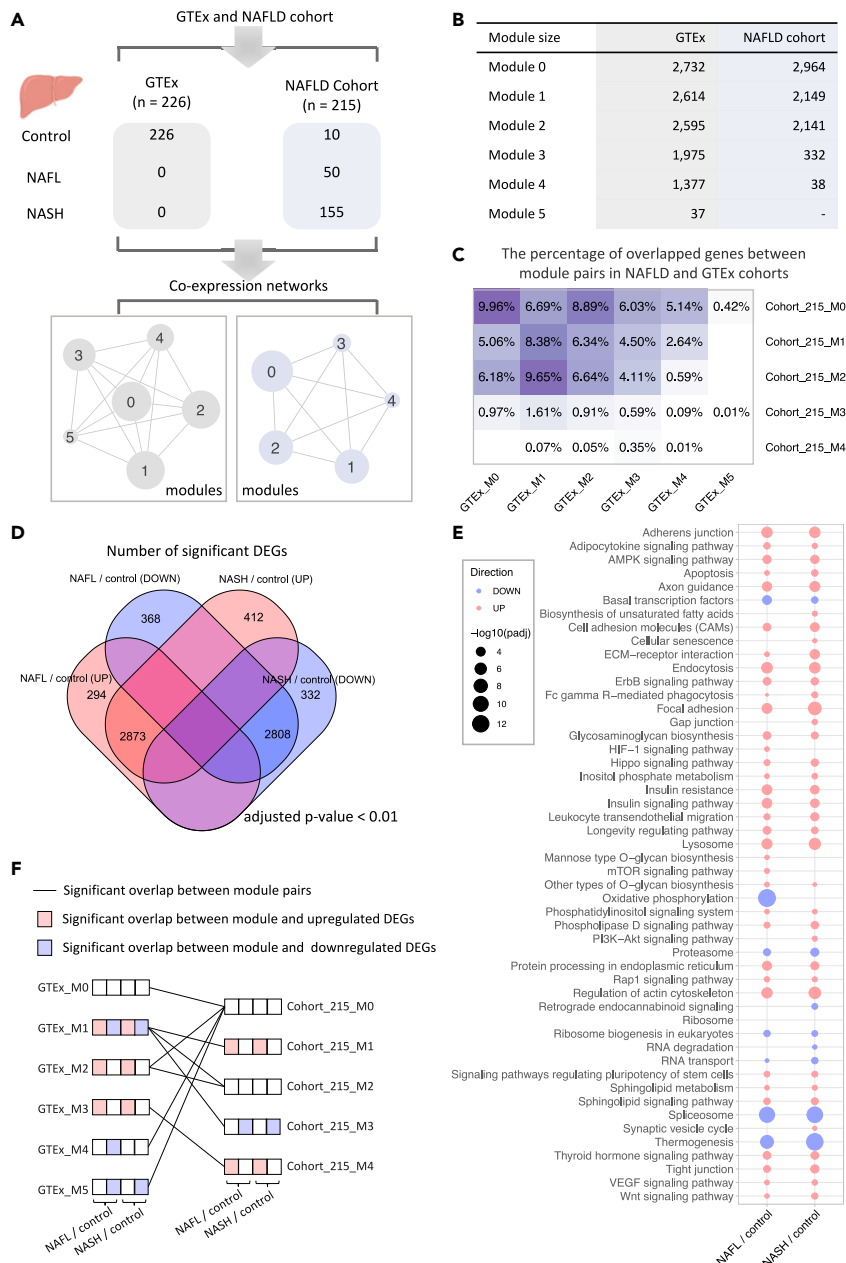 A
GTEx and NAFLD cohort
GTEx
(n = 226)
NAFLD Cohort
(n = 215)
Control
226
10
NAFL
0
50
NASH
0
155
Co-expression networks
3
4
0
2
5
1
modules
3
0
4
2
1
modules
B
Module size GTEx NAFLD cohort
Module 0 2,732 2,964
Module 1 2,614 2,149
Module 2 2,595 2,141
Module 3 1,975 332
Module 4 1,377 38
Module 5 37 -
C
The percentage of overlapped genes between
module pairs in NAFLD and GTEx cohorts
9.96% 6.69% 8.89% 6.03% 5.14% 0.42% Cohort_215_M0
5.06% 8.38% 6.34% 4.50% 2.64% Cohort_215_M1
6.18% 9.65% 6.64% 4.11% 0.59% Cohort_215_M2
0.97% 1.61% 0.91% 0.59% 0.09% 0.01% Cohort_215_M3
0.07% 0.05% 0.35% 0.01% Cohort_215_M4
GTEx_M0
GTEx_M1
GTEx_M2
GTEx_M3
GTEx_M4
GTEx_M5
D
Number of significant DEGs
NAFL / control (DOWN)
NASH / control (UP)
368
412
NAFL / control (UP)
NASH / control (DOWN)
294
332
2873
2808
adjusted p-value < 0.01
E
Direction
DOWN
UP
−log10(padj)
4
6
8
10
12
Adherens junction
Adipocytokine signaling pathway
AMPK signaling pathway
Apoptosis
Axon guidance
Basal transcription factors
Biosynthesis of unsaturated fatty acids
Cell adhesion molecules (CAMs)
Cellular senescence
ECM−receptor interaction
Endocytosis
ErbB signaling pathway
Fc gamma R−mediated phagocytosis
Focal adhesion
Gap junction
Glycosaminoglycan biosynthesis
HIF−1 signaling pathway
Hippo signaling pathway
Inositol phosphate metabolism
Insulin resistance
Insulin signaling pathway
Leukocyte transendothelial migration
Longevity regulating pathway
Lysosome
Mannose type O−glycan biosynthesis
mTOR signaling pathway
Other types of O−glycan biosynthesis
Oxidative phosphorylation
Phosphatidylinositol signaling system
Phospholipase D signaling pathway
PI3K−Akt signaling pathway
Proteasome
Protein processing in endoplasmic reticulum
Rap1 signaling pathway
Regulation of actin cytoskeleton
Retrograde endocannabinoid signaling
Ribosome
Ribosome biogenesis in eukaryotes
RNA degradation
RNA transport
Signaling pathways regulating pluripotency of stem cells
Sphingolipid metabolism
Sphingolipid signaling pathway
Spliceosome
Synaptic vesicle cycle
Thermogenesis
Thyroid hormone signaling pathway
Tight junction
VEGF signaling pathway
Wnt signaling pathway
NAFL / control
NASH / control
F
Significant overlap between module pairs
Significant overlap between module and upregulated DEGs
Significant overlap between module and downregulated DEGs
GTEx_M0
GTEx_M1
GTEx_M2
GTEx_M3
GTEx_M4
GTEx_M5
Cohort_215_M0
Cohort_215_M1
Cohort_215_M2
Cohort_215_M3
Cohort_215_M4
NAFL / control
NASH / control
NAFL / control
NASH / control